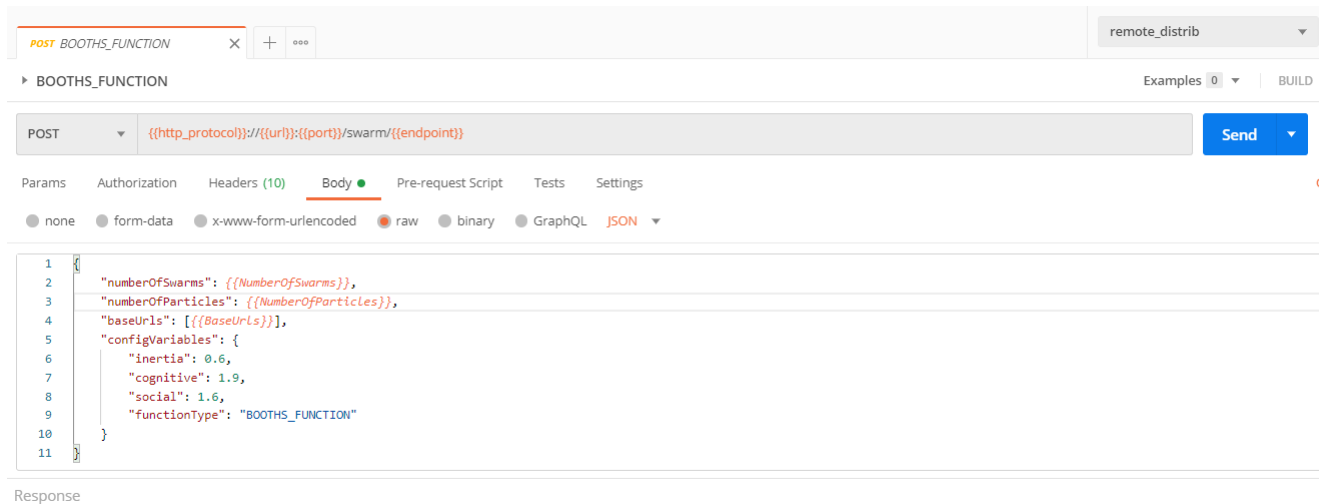 POST BOOTHS_FUNCTION
remote_distrib
BOOTHS_FUNCTION
Examples 0
BUILD
POST
{{http_protocol}}://{{url}}:{{port}}/swarm/{{endpoint}}
Send
Params Authorization Headers (10) Body Pre-request Script Tests Settings
none form-data x-www-form-urlencoded raw binary GraphQL JSON
1 {
2 "numberOfSwarms": {{NumberOfSwarms}},
3 "numberOfParticles": {{NumberOfParticles}},
4 "baseUrls": [{{BaseUrls}}],
5 "configVariables": {
6 "inertia": 0.6,
7 "cognitive": 1.9,
8 "social": 1.6,
9 "functionType": "BOOTHS_FUNCTION"
10 }
11 }
Response